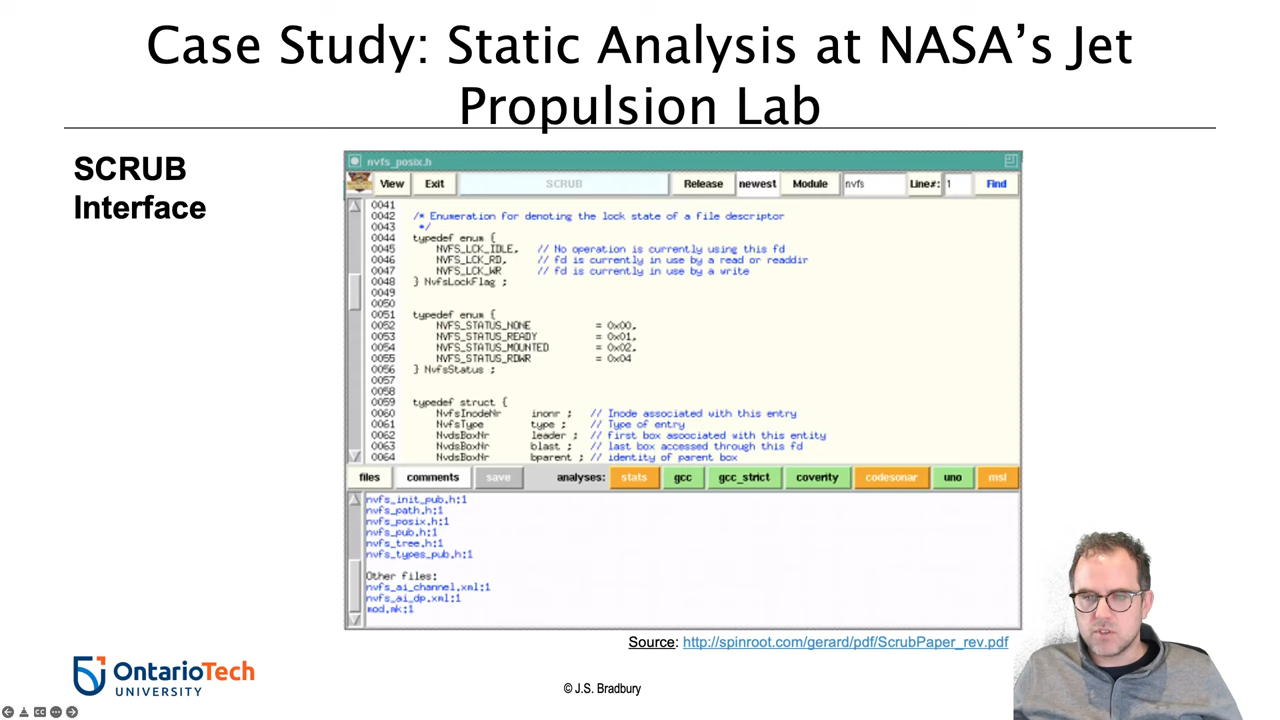 Case Study: Static Analysis at NASA's Jet
Propulsion Lab
SCRUB
Interface
nvfs_posix.h
View Exit SCRUB Release newest Module nvfs Line#: 1 Find
0041
0042 /* Enumeration for denoting the lock state of a file descriptor
0043 */
0044 typedef enum {
0045 NVFS_LCK_IDLE, // No operation is currently using this fd
0046 NVFS_LCK_RD, // fd is currently in use by a read or readdir
0047 NVFS_LCK_WR // fd is currently in use by a write
0048 } NvfsLockFlag ;
0049
0050
0051 typedef enum {
0052 NVFS_STATUS_NONE = 0x00,
0053 NVFS_STATUS_READY = 0x01,
0054 NVFS_STATUS_MOUNTED = 0x02,
0055 NVFS_STATUS_RDWR = 0x04
0056 } NvfsStatus ;
0057
0058
0059 typedef struct {
0060 NvfsInodeNr inonr ; // Inode associated with this entry
0061 NvfsType type ; // Type of entry
0062 NvdsBoxNr leader ; // first box associated with this entity
0063 NvdsBoxNr blast ; // last box accessed through this fd
0064 NvdsBoxNr bparent ; // identity of parent box
files comments save analyses: stats gcc gcc_strict coverity codesonar uno msl
nvfs_init_pub.h:1
nvfs_path.h:1
nvfs_posix.h:1
nvfs_pub.h:1
nvfs_tree.h:1
nvfs_types_pub.h:1
Other files:
nvfs_ai_channel.xml:1
nvfs_ai_dp.xml:1
mod.mk:1
Source: http://spinroot.com/gerard/pdf/ScrubPaper_rev.pdf
OntarioTech
UNIVERSITY
© J.S. Bradbury
CC